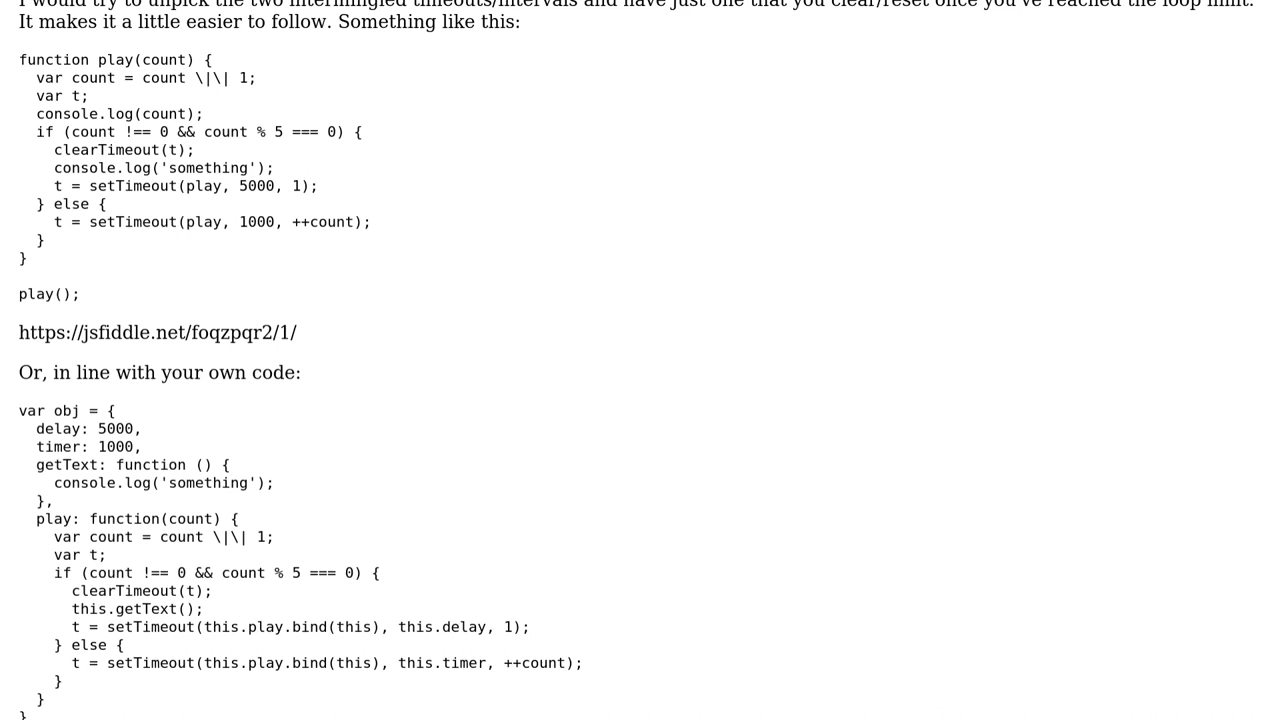 I would try to unpick the two intermingled timeouts/intervals and have just one that you clear/reset once you've reached the loop limit.
It makes it a little easier to follow. Something like this:
function play(count) {
  var count = count \|\| 1;
  var t;
  console.log(count);
  if (count !== 0 && count % 5 === 0) {
    clearTimeout(t);
    console.log('something');
    t = setTimeout(play, 5000, 1);
  } else {
    t = setTimeout(play, 1000, ++count);
  }
}
play();
https://jsfiddle.net/foqzpqr2/1/
Or, in line with your own code:
var obj = {
  delay: 5000,
  timer: 1000,
  getText: function () {
    console.log('something');
  },
  play: function(count) {
    var count = count \|\| 1;
    var t;
    if (count !== 0 && count % 5 === 0) {
      clearTimeout(t);
      this.getText();
      t = setTimeout(this.play.bind(this), this.delay, 1);
    } else {
      t = setTimeout(this.play.bind(this), this.timer, ++count);
    }
  }
}